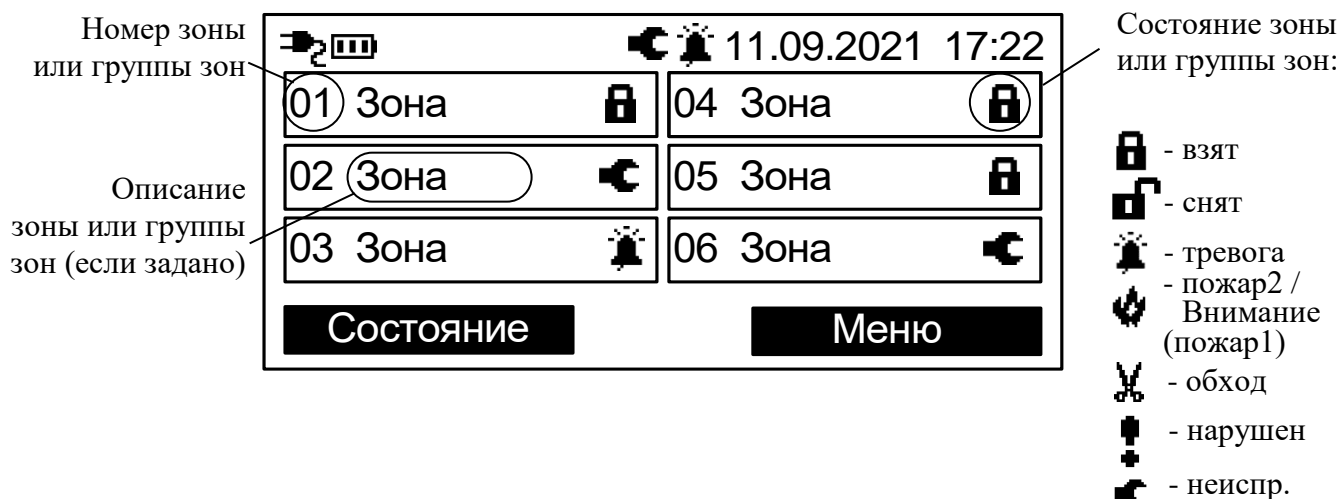 Номер зоны
или группы зон
Описание
зоны или группы
зон (если задано)
11.09.2021 17:22
01 Зона
04 Зона
02 Зона
05 Зона
03 Зона
06 Зона
Состояние
Меню
Состояние зоны
или группы зон:
- взят
- снят
- тревога
- пожар2 /
Внимание
(пожар1)
- обход
- нарушен
- неиспр.